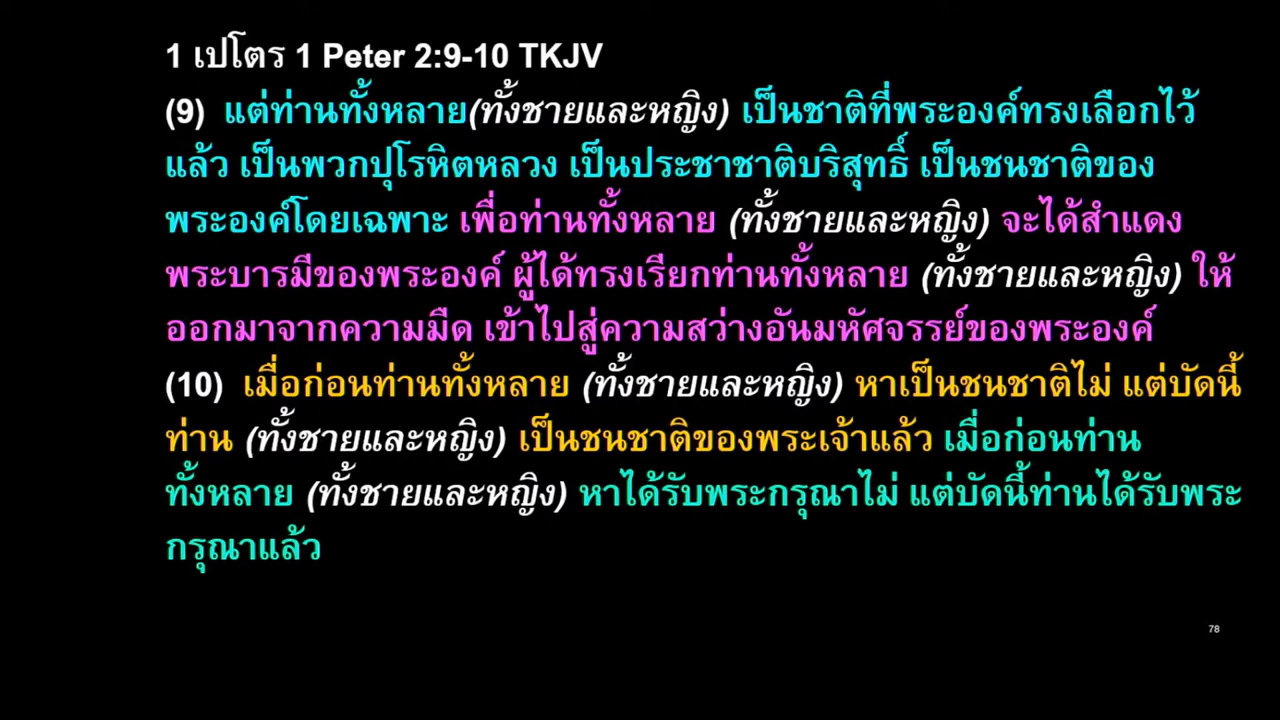 1 เปโตร 1 Peter 2:9-10 TKJV
(9) แต่ท่านทั้งหลาย(ทั้งชายและหญิง) เป็นชาติที่พระองค์ทรงเลือกไว้
แล้ว เป็นพวกปุโรหิตหลวง เป็นประชาชาติบริสุทธิ์ เป็นชนชาติของ
พระองค์โดยเฉพาะ เพื่อท่านทั้งหลาย (ทั้งชายและหญิง) จะได้สำแดง
พระบารมีของพระองค์ ผู้ได้ทรงเรียกท่านทั้งหลาย (ทั้งชายและหญิง) ให้
ออกมาจากความมืด เข้าไปสู่ความสว่างอันมหัศจรรย์ของพระองค์
(10) เมื่อก่อนท่านทั้งหลาย (ทั้งชายและหญิง) หาเป็นชนชาติไม่ แต่บัดนี้
ท่าน (ทั้งชายและหญิง) เป็นชนชาติของพระเจ้าแล้ว เมื่อก่อนท่าน
ทั้งหลาย (ทั้งชายและหญิง) หาได้รับพระกรุณาไม่ แต่บัดนี้ท่านได้รับพระ
กรุณาแล้ว
78